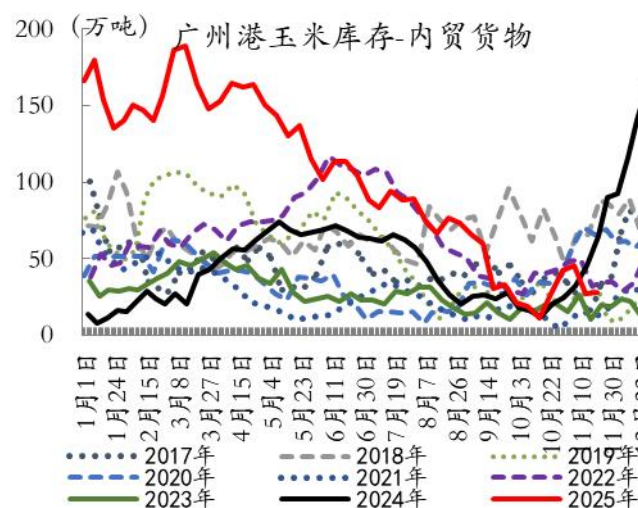 (万吨)
广州港玉米库存-内贸货物
200
150
100
50
0
1月1日
1月24日
2月15日
3月8日
3月27日
4月15日
5月4日
5月23日
6月11日
6月30日
7月19日
8月7日
8月26日
9月14日
10月3日
10月22日
11月10日
11月30日
2017年 2018年 2019年
2020年 2021年 2022年
2023年 2024年 2025年